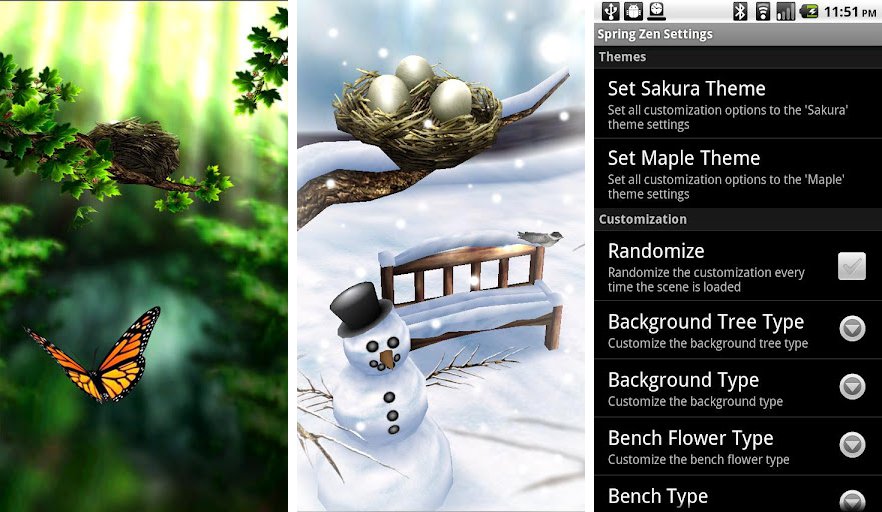 11:51 PM
Spring Zen Settings
Themes
Set Sakura Theme
Set all customization options to the 'Sakura'
theme settings
Set Maple Theme
Set all customization options to the 'Maple'
theme settings
Customization
Randomize
Randomize the customization every
time the scene is loaded
Background Tree Type
Customize the background tree type
Background Type
Customize the background type
Bench Flower Type
Customize the bench flower type
Bench Type